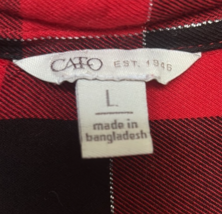 CATO EST. 1946
L
made in
bangladesh